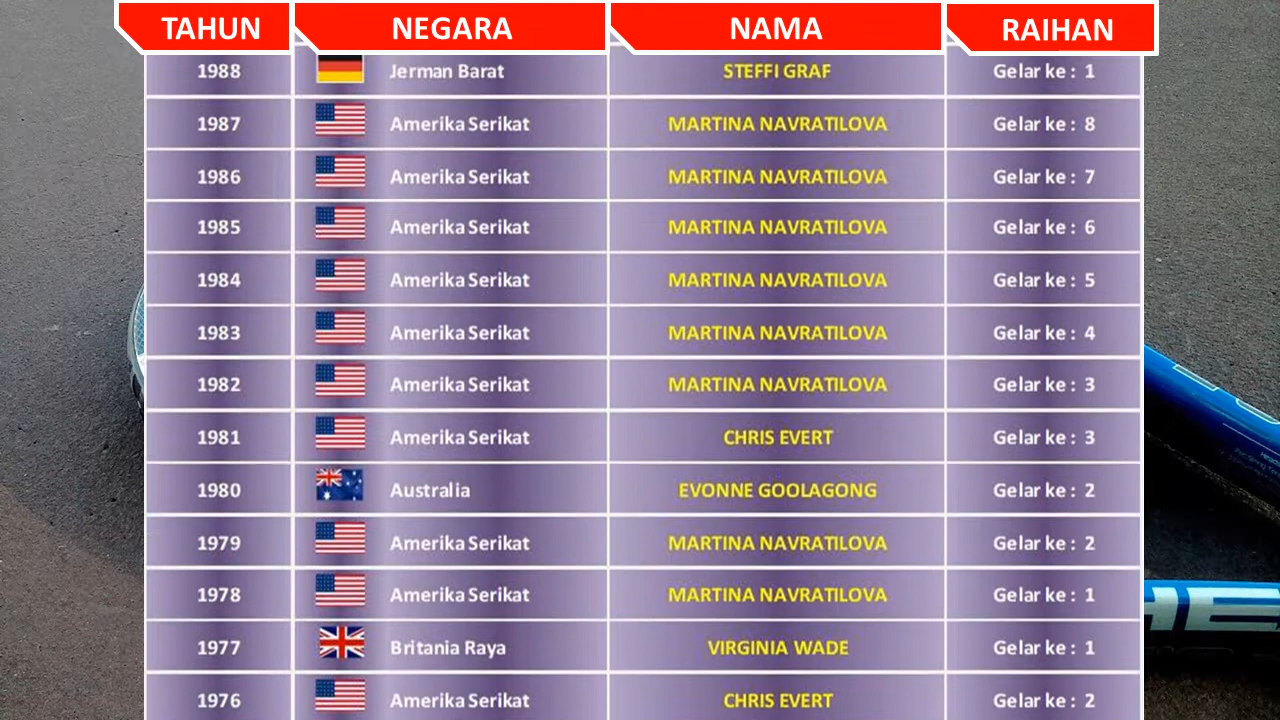 TAHUN NEGARA NAMA RAIHAN
1988 Jerman Barat STEFFI GRAF Gelar ke : 1
1987 Amerika Serikat MARTINA NAVRATILOVA Gelar ke : 8
1986 Amerika Serikat MARTINA NAVRATILOVA Gelar ke : 7
1985 Amerika Serikat MARTINA NAVRATILOVA Gelar ke : 6
1984 Amerika Serikat MARTINA NAVRATILOVA Gelar ke : 5
1983 Amerika Serikat MARTINA NAVRATILOVA Gelar ke : 4
1982 Amerika Serikat MARTINA NAVRATILOVA Gelar ke : 3
1981 Amerika Serikat CHRIS EVERT Gelar ke : 3
1980 Australia EVONNE GOOLAGONG Gelar ke : 2
1979 Amerika Serikat MARTINA NAVRATILOVA Gelar ke : 2
1978 Amerika Serikat MARTINA NAVRATILOVA Gelar ke : 1
1977 Britania Raya VIRGINIA WADE Gelar ke : 1
1976 Amerika Serikat CHRIS EVERT Gelar ke : 2